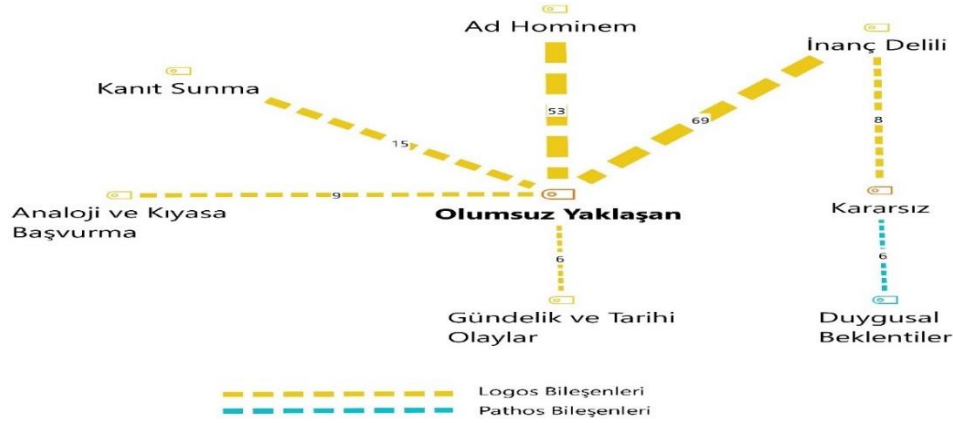 Ad Hominem
İnanç Delili
Kanıt Sunma
53
69
8
15
9
Analoji ve Kıyasa
Başvurma
Olumsuz Yaklaşan
Kararsız
6
6
Gündelik ve Tarihi
Olaylar
Duygusal
Beklentiler
Logos Bileşenleri
Pathos Bileşenleri